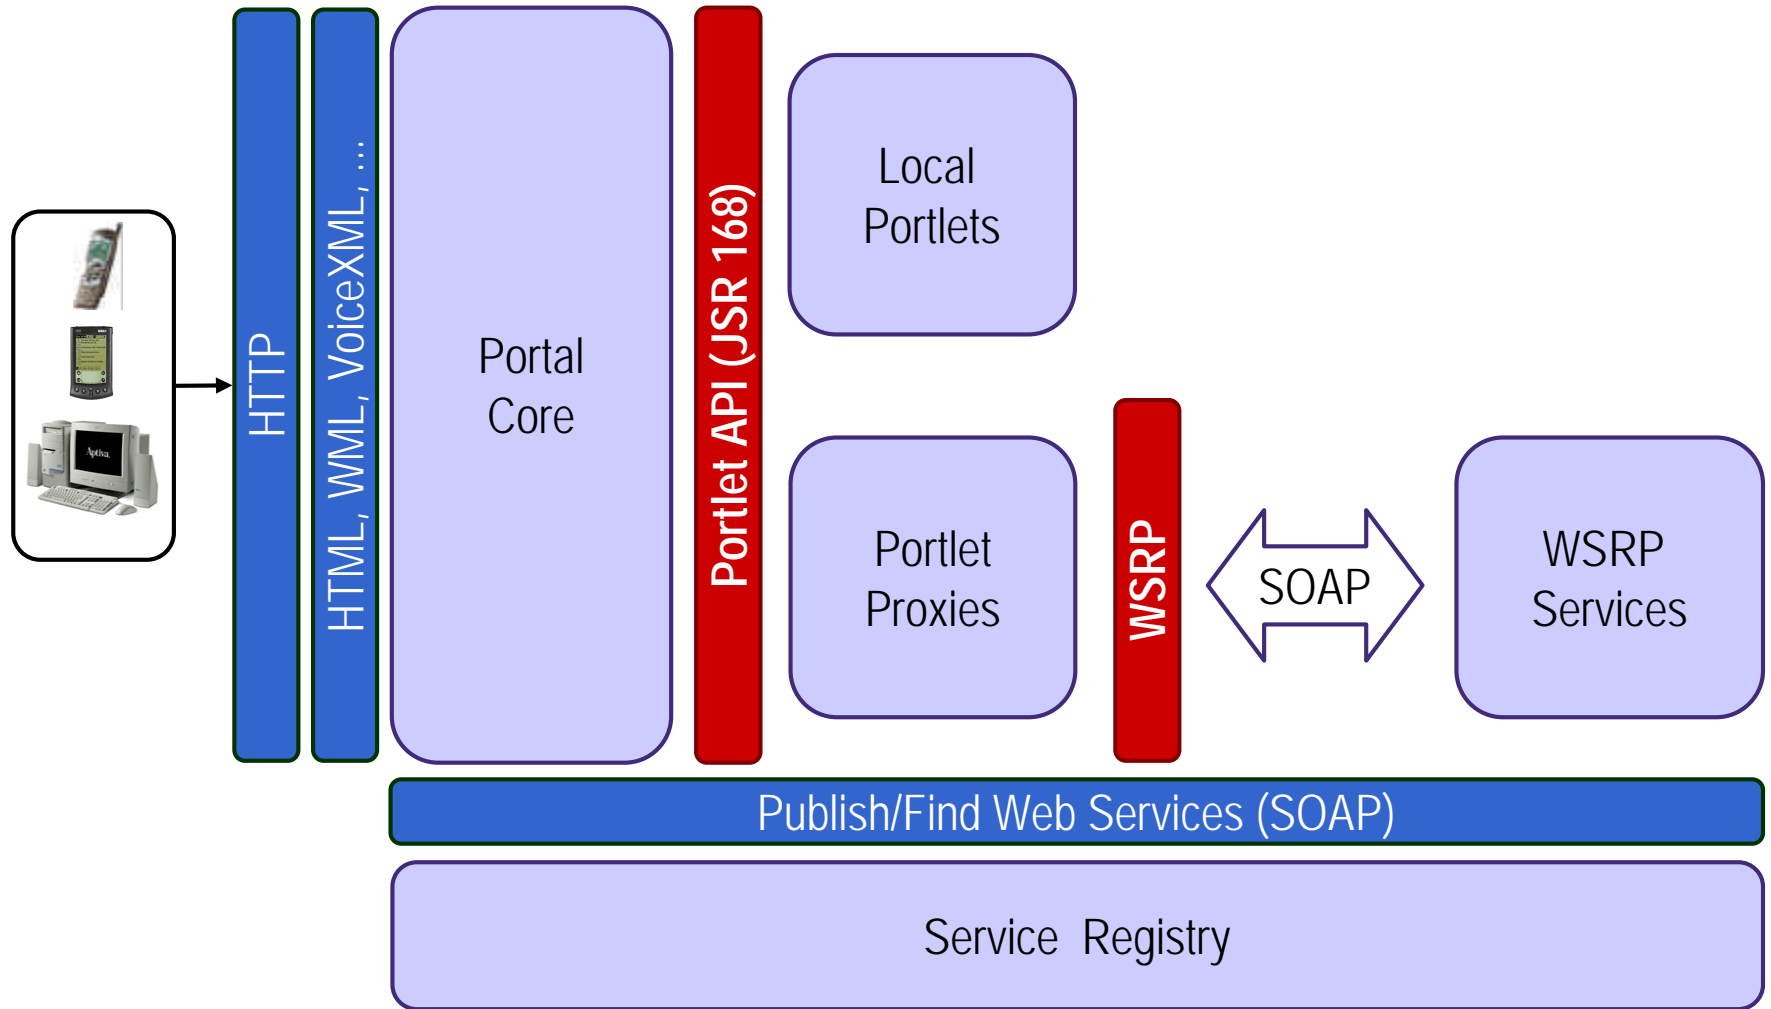 Aptiva
HTTP
HTML, WML, VoiceXML, ...
Portal
Core
Portlet API (JSR 168)
Local
Portlets
Portlet
Proxies
WSRP
SOAP
WSRP
Services
Publish/Find Web Services (SOAP)
Service Registry